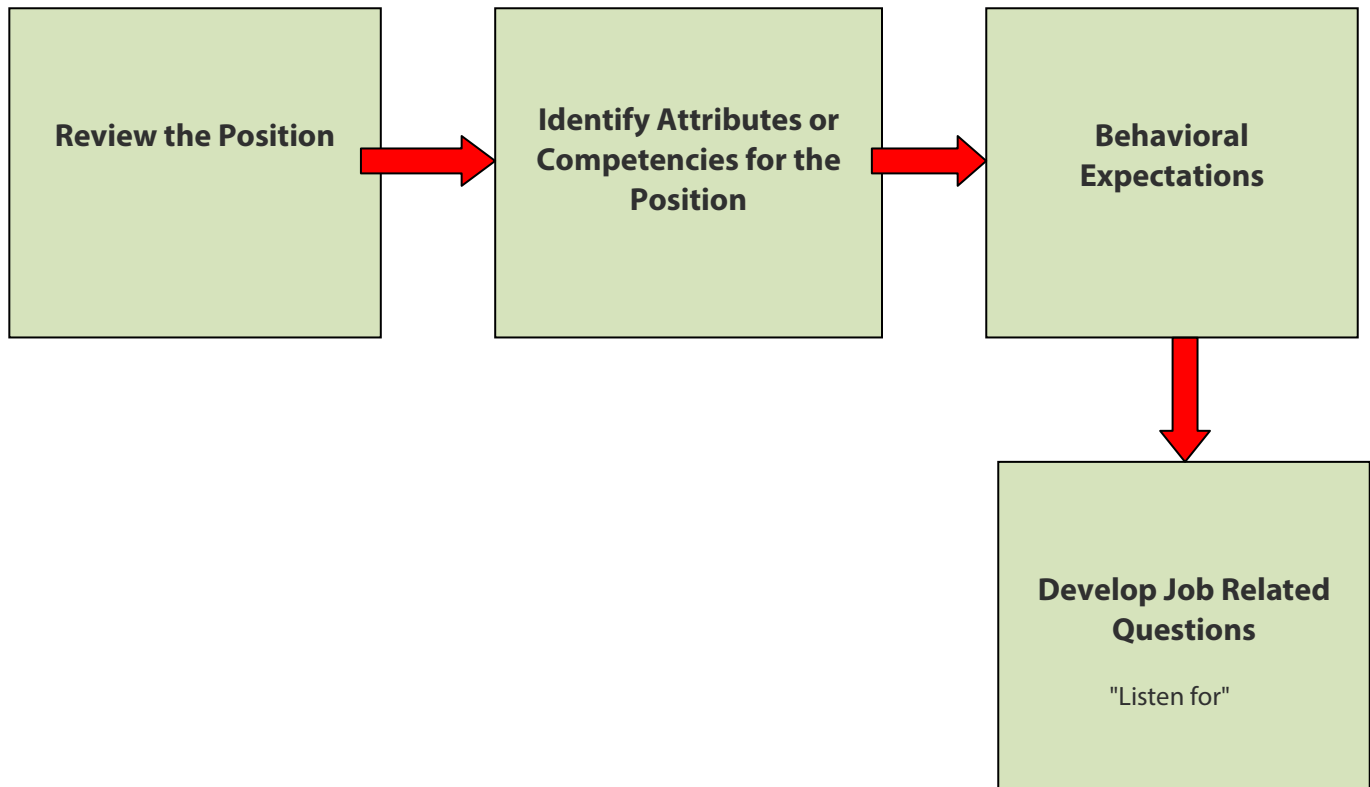 Review the Position
Identify Attributes or
Competencies for the
Position
Behavioral
Expectations
Develop Job Related
Questions
"Listen for"